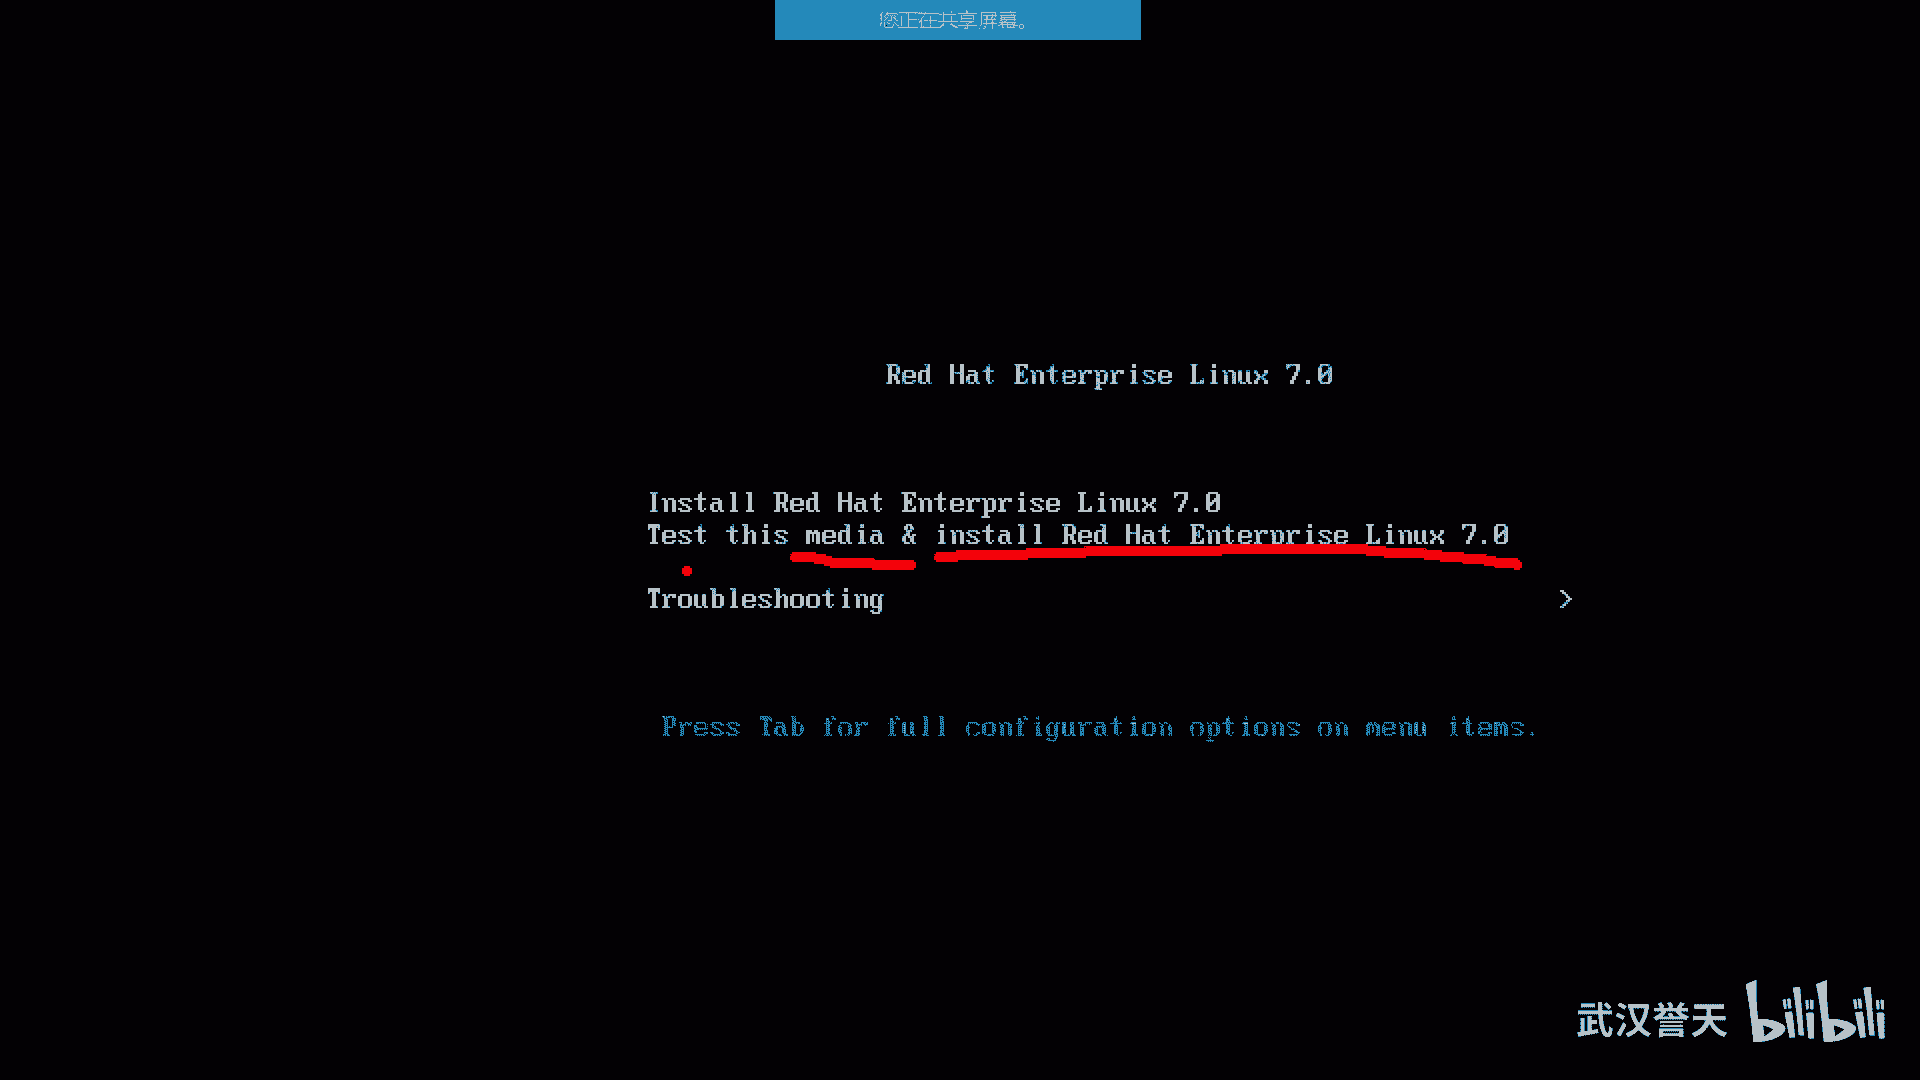 您正在共享屏幕。
Red Hat Enterprise Linux 7.0
Install Red Hat Enterprise Linux 7.0
Test this media & install Red Hat Enterprise Linux 7.0
Troubleshooting >
Press Tab for full configuration options on menu items.
武汉誉天 bilibili